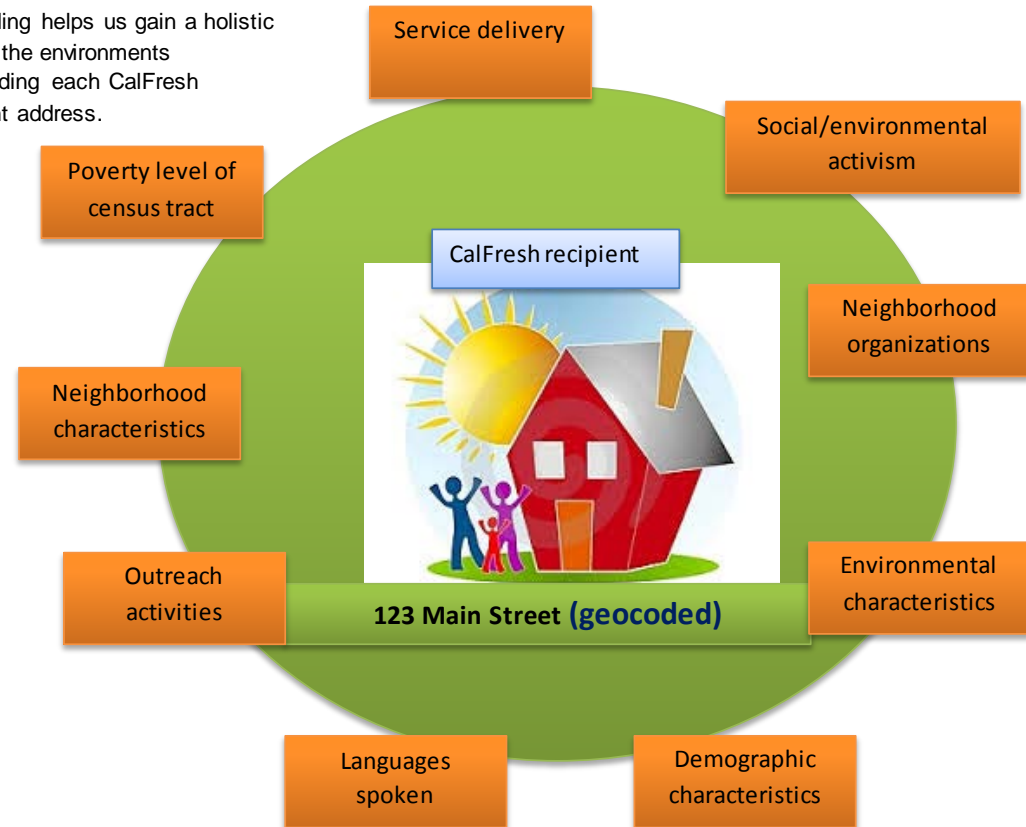 ling helps us gain a holistic
the environments
ding each CalFresh
t address.
Service delivery
Social/environmental
activism
Poverty level of
census tract
CalFresh recipient
Neighborhood
organizations
Neighborhood
characteristics
Environmental
characteristics
Outreach
activities
123 Main Street (geocoded)
Languages
spoken
Demographic
characteristics